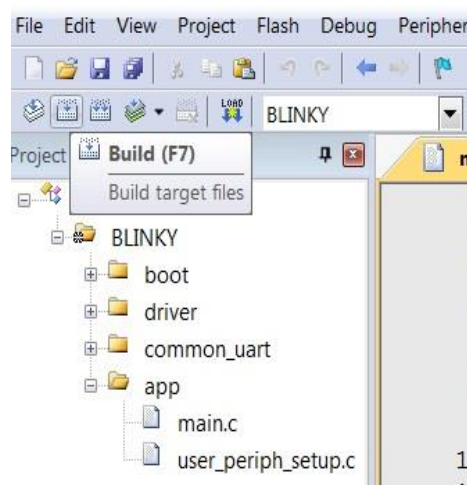 File Edit View Project Flash Debug Peripher
LOAD BLINKY
Project
Build (F7)
Build target files
BLINKY
boot
driver
common_uart
app
main.c
user_periph_setup.c
1